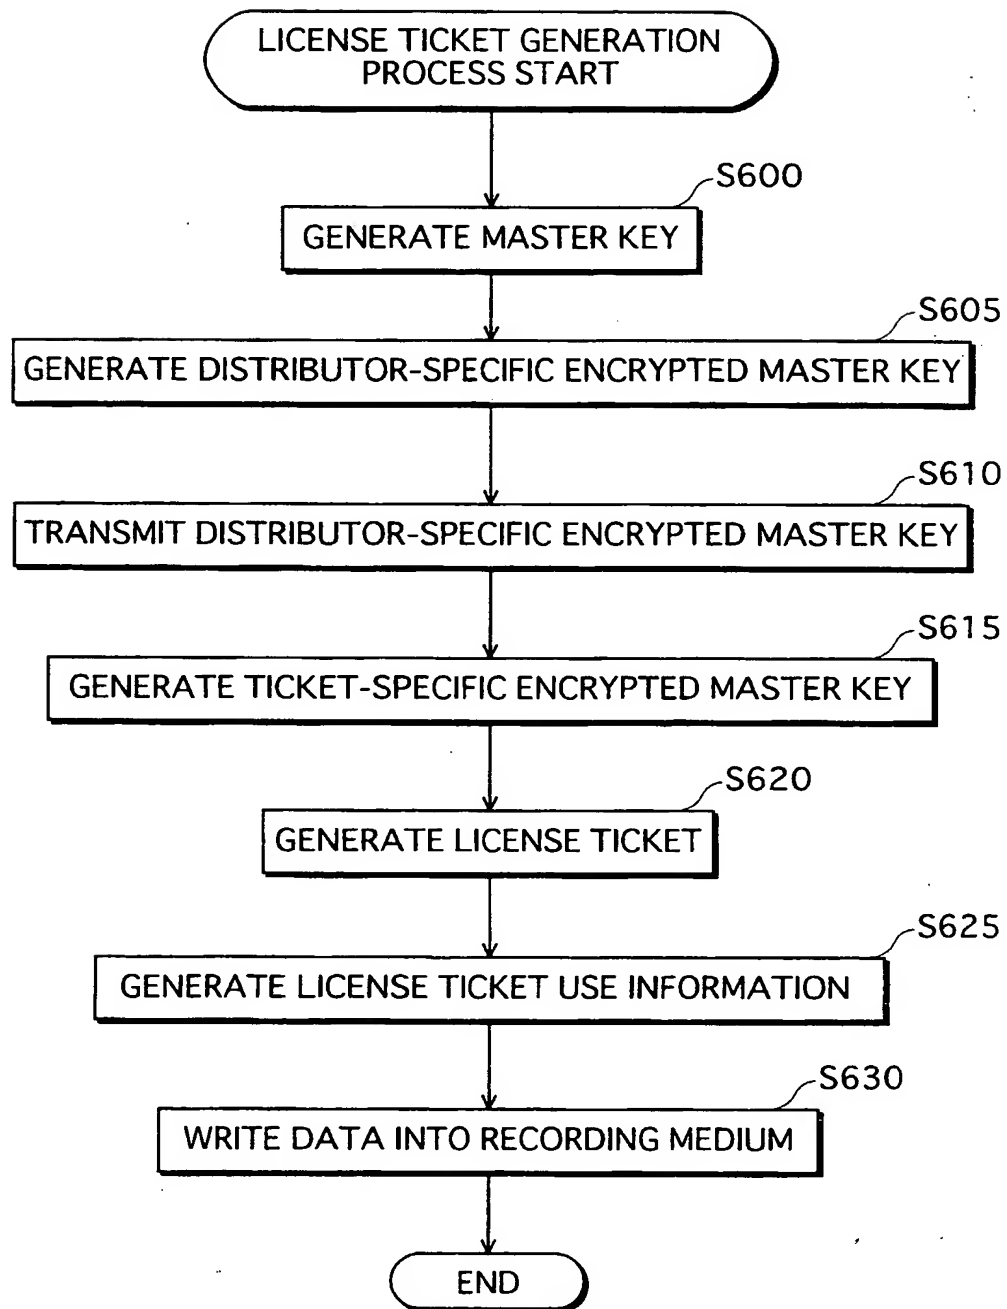 LICENSE TICKET GENERATION
PROCESS START
S600
GENERATE MASTER KEY
S605
GENERATE DISTRIBUTOR-SPECIFIC ENCRYPTED MASTER KEY
S610
TRANSMIT DISTRIBUTOR-SPECIFIC ENCRYPTED MASTER KEY
S615
GENERATE TICKET-SPECIFIC ENCRYPTED MASTER KEY
S620
GENERATE LICENSE TICKET
S625
GENERATE LICENSE TICKET USE INFORMATION
S630
WRITE DATA INTO RECORDING MEDIUM
END